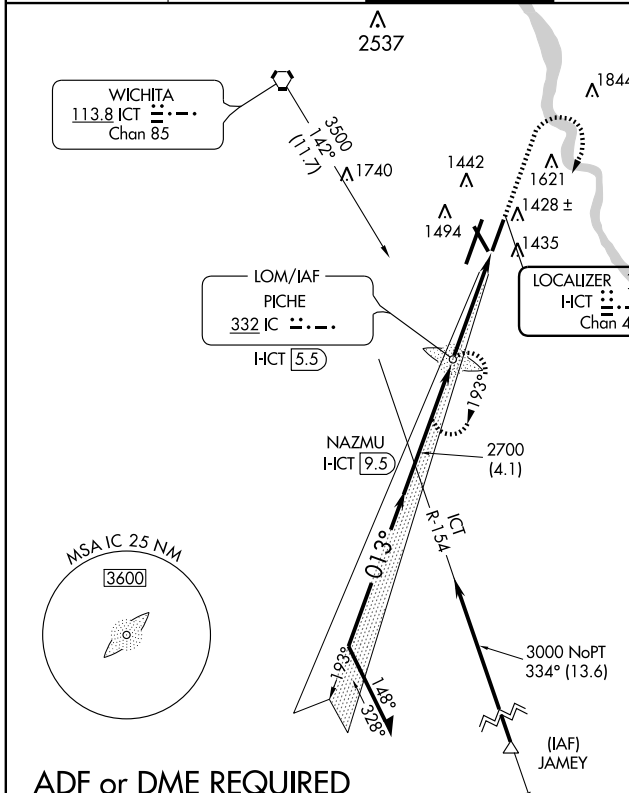 2537
1844
WICHITA
113.8 ICT
Chan 85
3500
142°
(11.7)
1740
1442
1621
1494
1428 ±
1435
LOM/IAF
PICHE
332 IC
I-ICT 5.5
LOCALIZER
I-ICT
Chan 4
193°
NAZMU
I-ICT 9.5
2700
(4.1)
ICT
R-154
013°
MSA IC 25 NM
3600
3000 NoPT
334° (13.6)
193°
148°
328°
(IAF)
JAMEY
ADF or DME REQUIRED